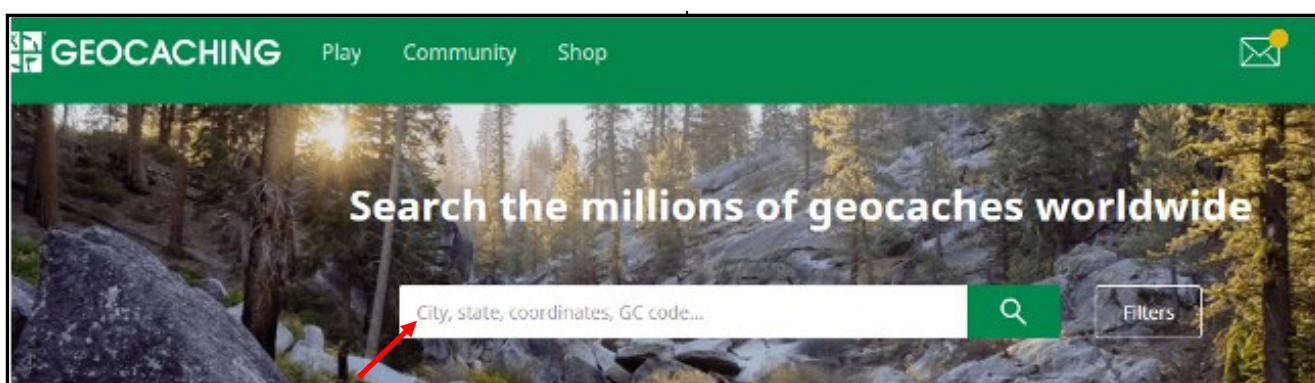 GEOCACHING Play Community Shop
Search the millions of geocaches worldwide
City, state, coordinates, GC code... Filters